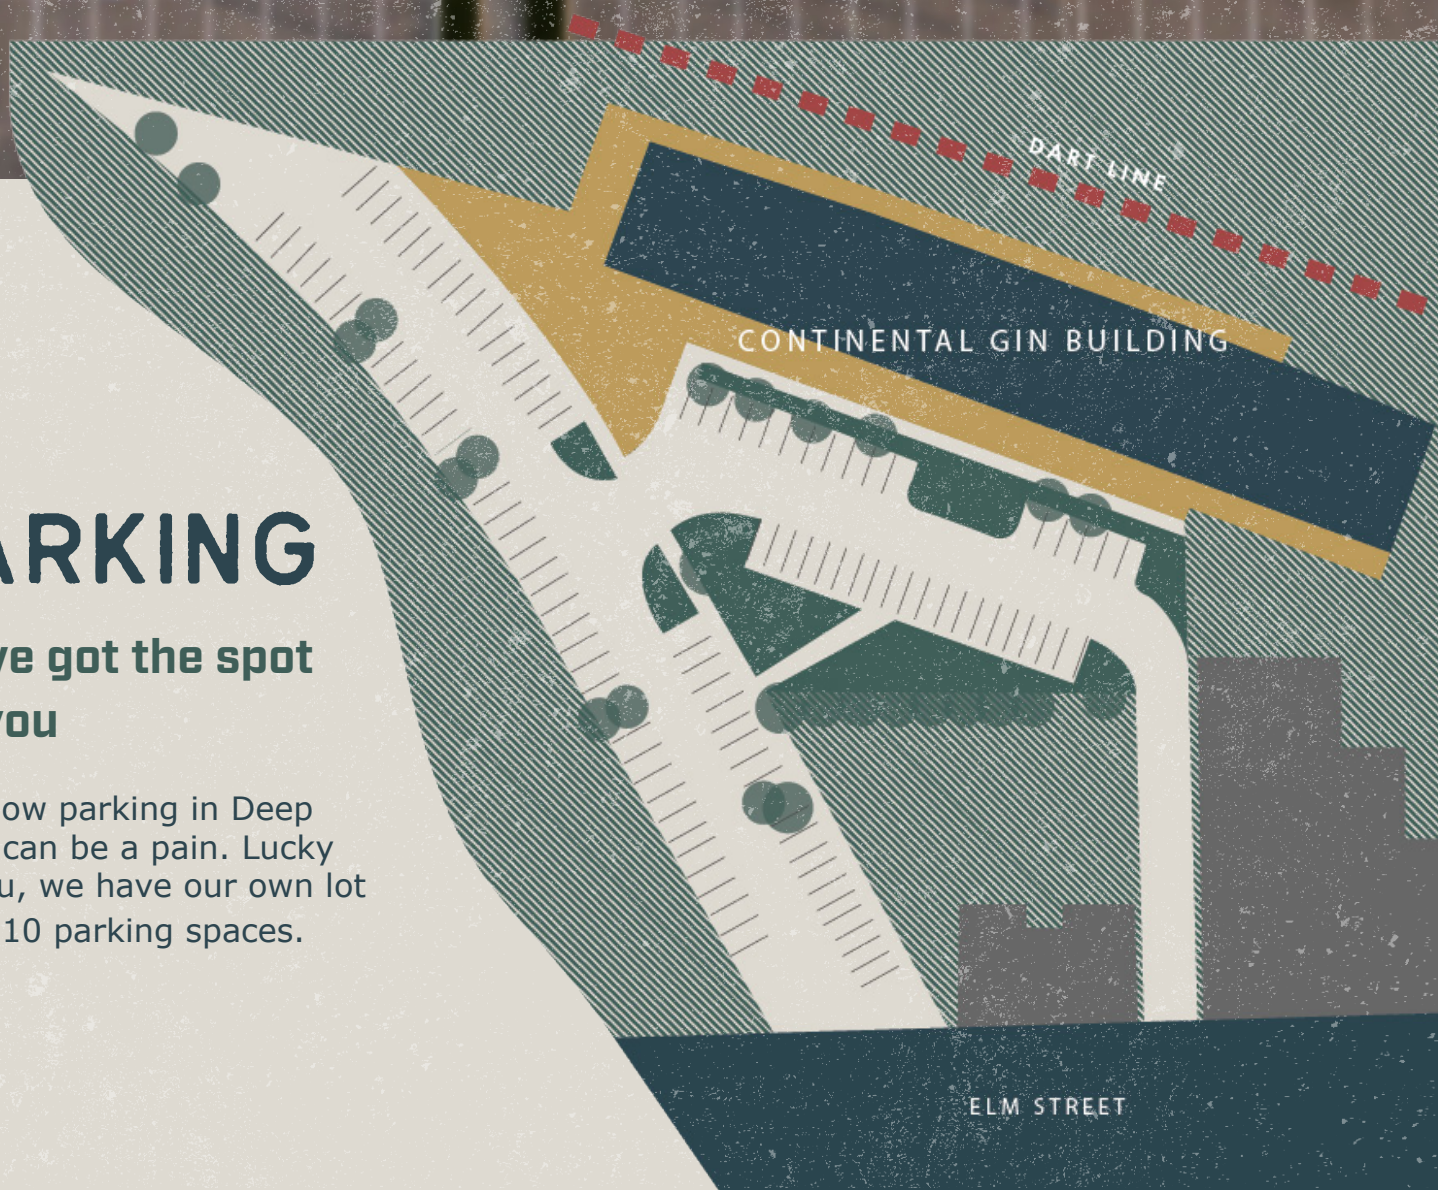 DART LINE
CONTINENTAL GIN BUILDING
ARKING
ve got the spot
you
ow parking in Deep
can be a pain. Lucky
u, we have our own lot
10 parking spaces.
ELM STREET